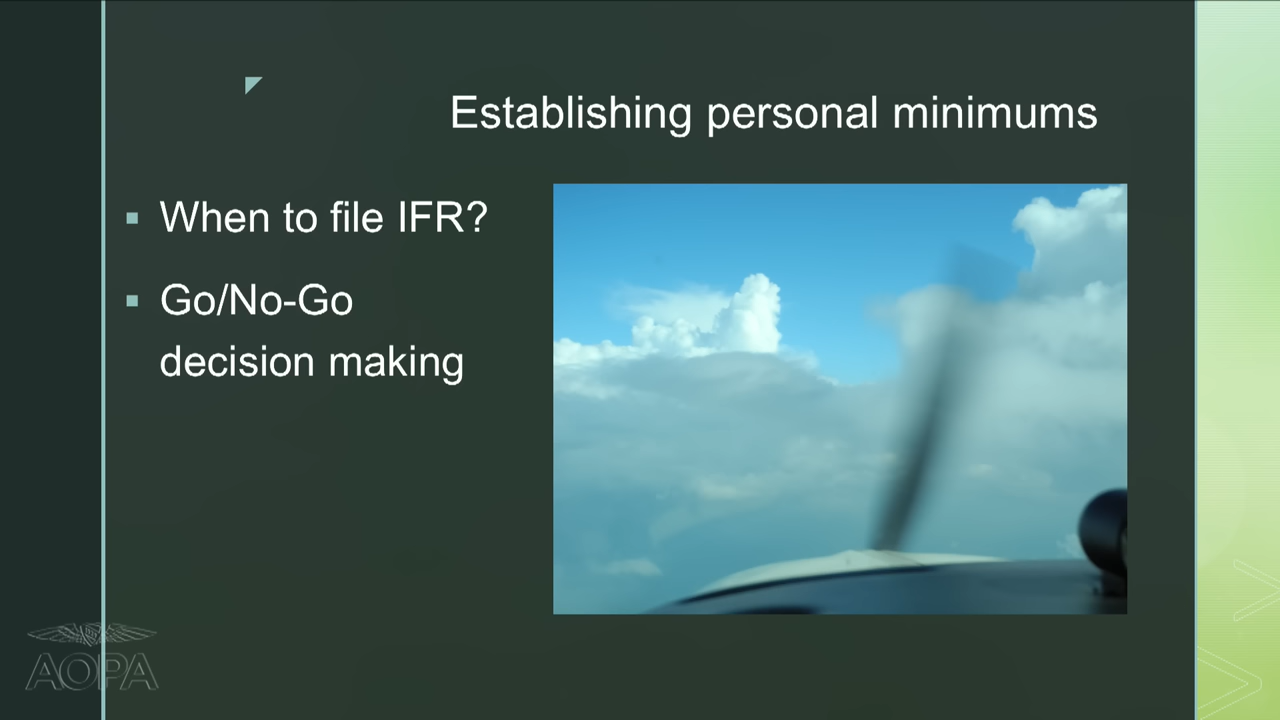 Establishing personal minimums
When to file IFR?
Go/No-Go
decision making
AOPA